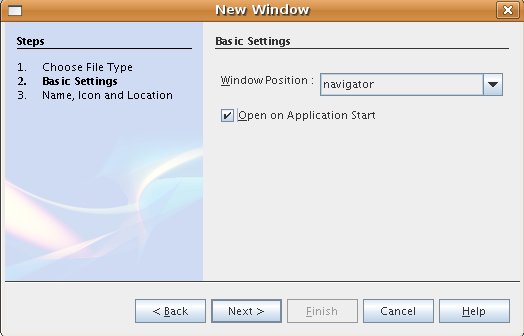 New Window
Steps
1. Choose File Type
2. Basic Settings
3. Name, Icon and Location
Basic Settings
Window Position :
navigator
Open on Application Start
< Back
Next >
Finish
Cancel
Help